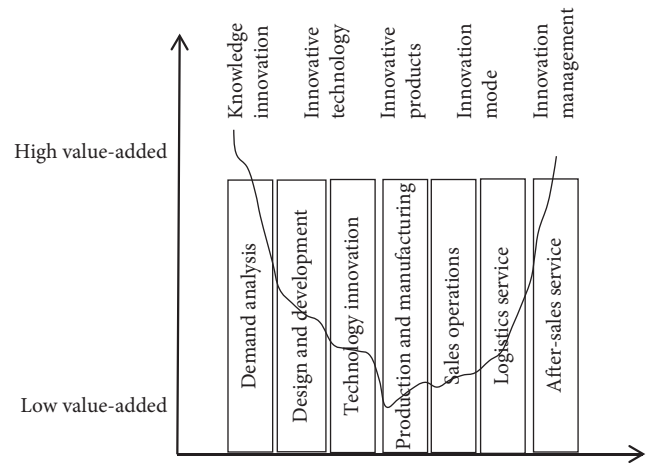 Knowledge
innovation
Innovative
technology
Innovative
products
Innovation
mode
Innovation
management
High value-added
Low value-added
Demand analysis
Design and development
Technology innovation
Production and manufacturing
Sales operations
Logistics service
After-sales service